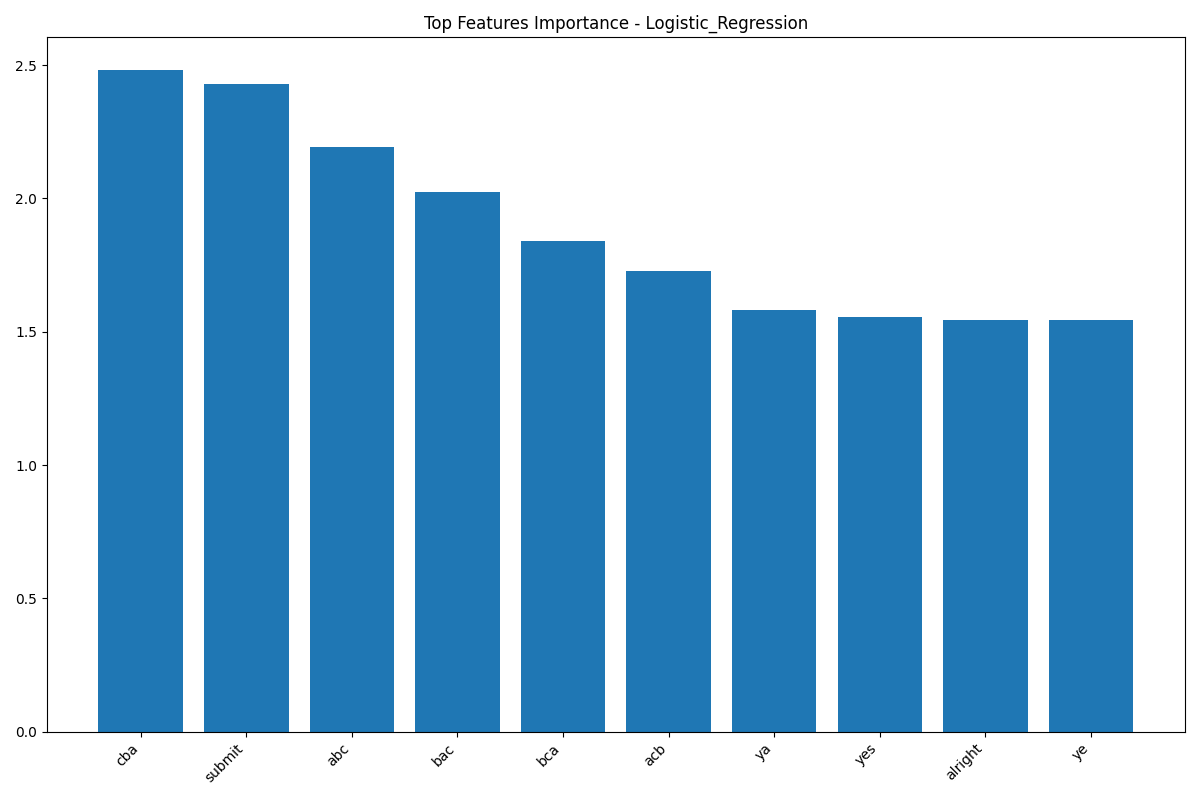 Top Features Importance - Logistic_Regression
2.5
2.0
1.5
1.0
0.5
0.0
cba
submit
abc
bac
bca
acb
ya
yes
alright
ye